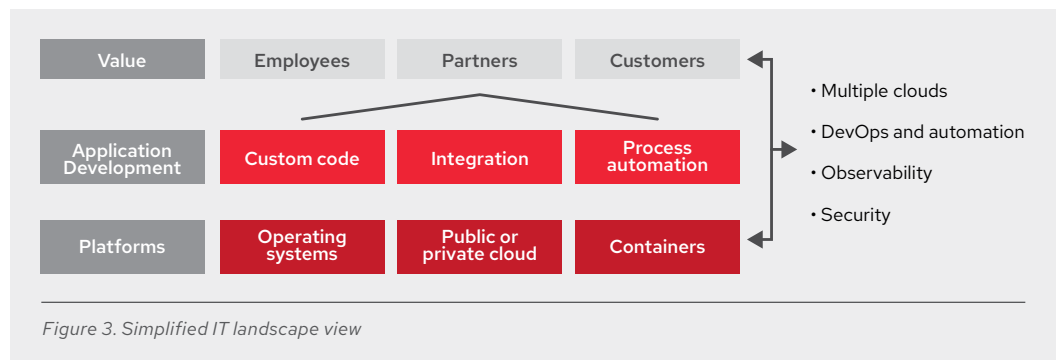 Value
Employees
Partners
Customers
Application
Development
Custom code
Integration
Process
automation
Platforms
Operating
systems
Public or
private cloud
Containers
• Multiple clouds
• DevOps and automation
• Observability
• Security
Figure 3. Simplified IT landscape view